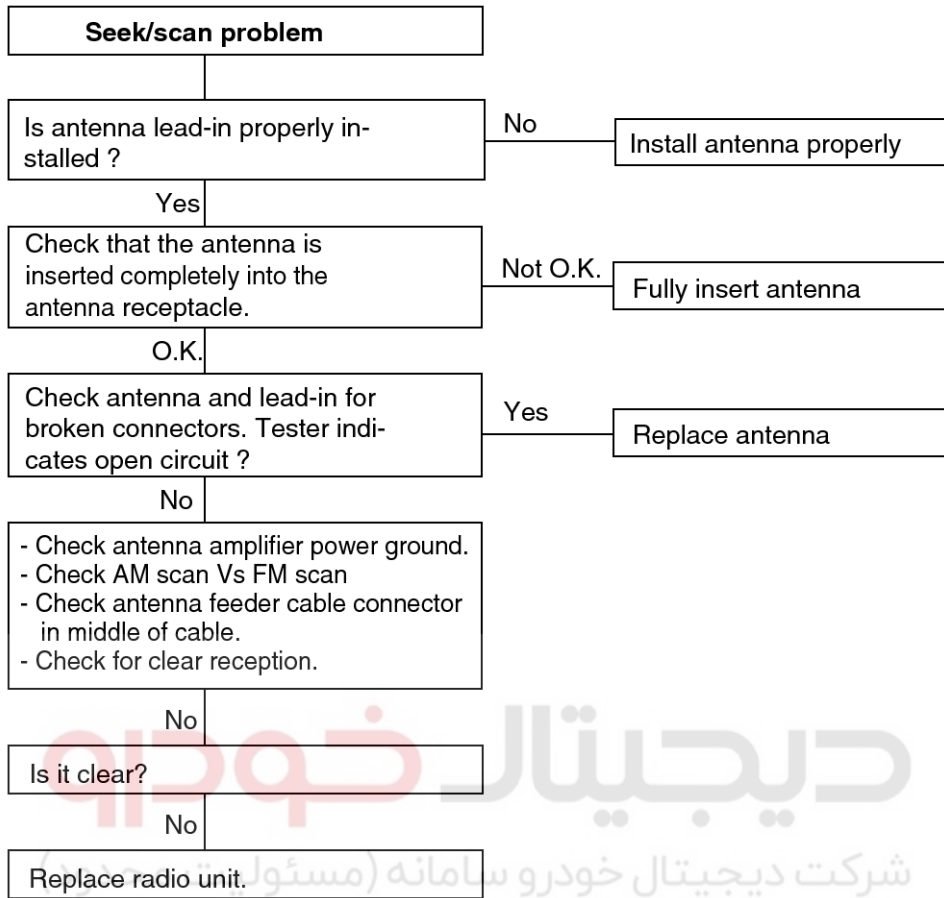 Seek/scan problem
Is antenna lead-in properly in-
stalled ?
No
Install antenna properly
Yes
Check that the antenna is
inserted completely into the
antenna receptacle.
Not O.K.
Fully insert antenna
O.K.
Check antenna and lead-in for
broken connectors. Tester indi-
cates open circuit ?
Yes
Replace antenna
No
- Check antenna amplifier power ground.
- Check AM scan Vs FM scan
- Check antenna feeder cable connector
in middle of cable.
- Check for clear reception.
No
دیجیتال خودرو
Is it clear?
No
شرکت دیجیتال خودرو سامانه (مسئولیت محدود)
Replace radio unit.